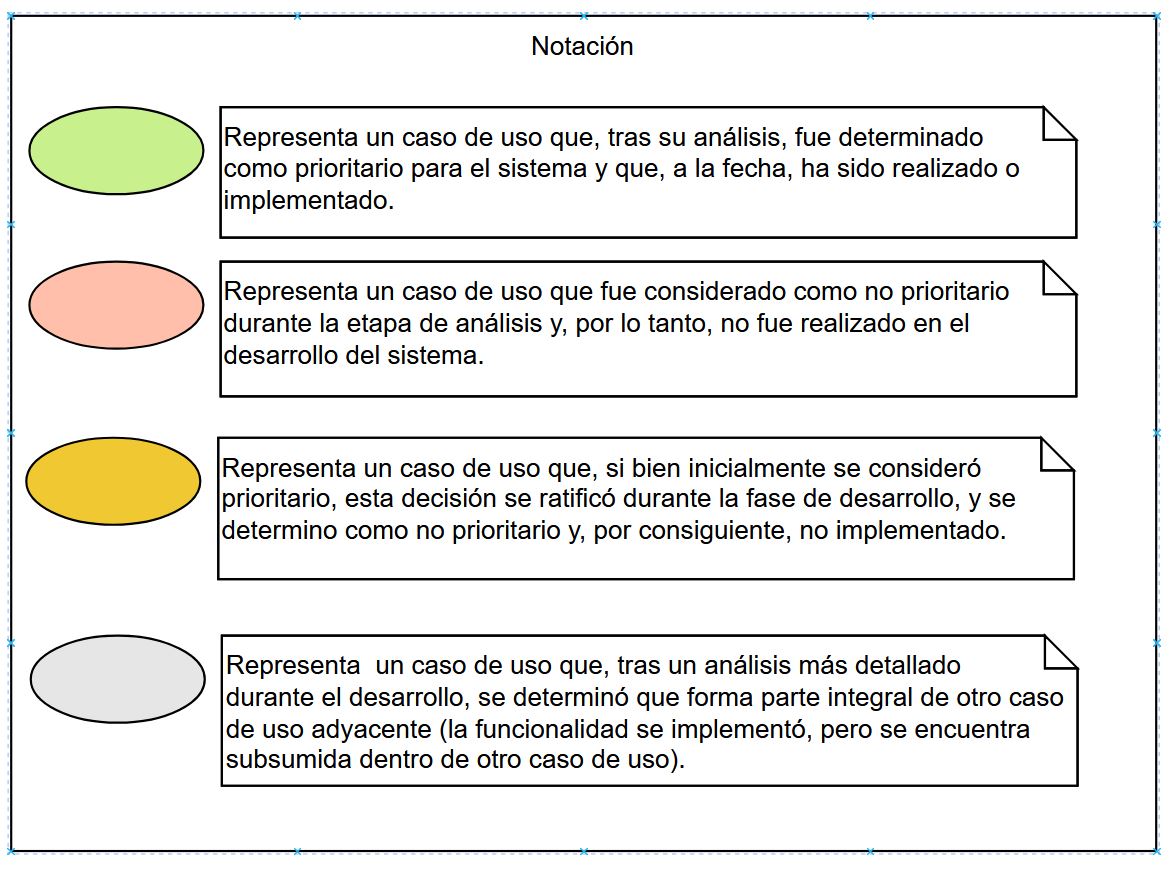 Notación
Representa un caso de uso que, tras su análisis, fue determinado
como prioritario para el sistema y que, a la fecha, ha sido realizado o
implementado.
Representa un caso de uso que fue considerado como no prioritario
durante la etapa de análisis y, por lo tanto, no fue realizado en el
desarrollo del sistema.
Representa un caso de uso que, si bien inicialmente se consideró
prioritario, esta decisión se ratificó durante la fase de desarrollo, y se
determino como no prioritario y, por consiguiente, no implementado.
Representa  un caso de uso que, tras un análisis más detallado
durante el desarrollo, se determinó que forma parte integral de otro caso
de uso adyacente (la funcionalidad se implementó, pero se encuentra
subsumida dentro de otro caso de uso).